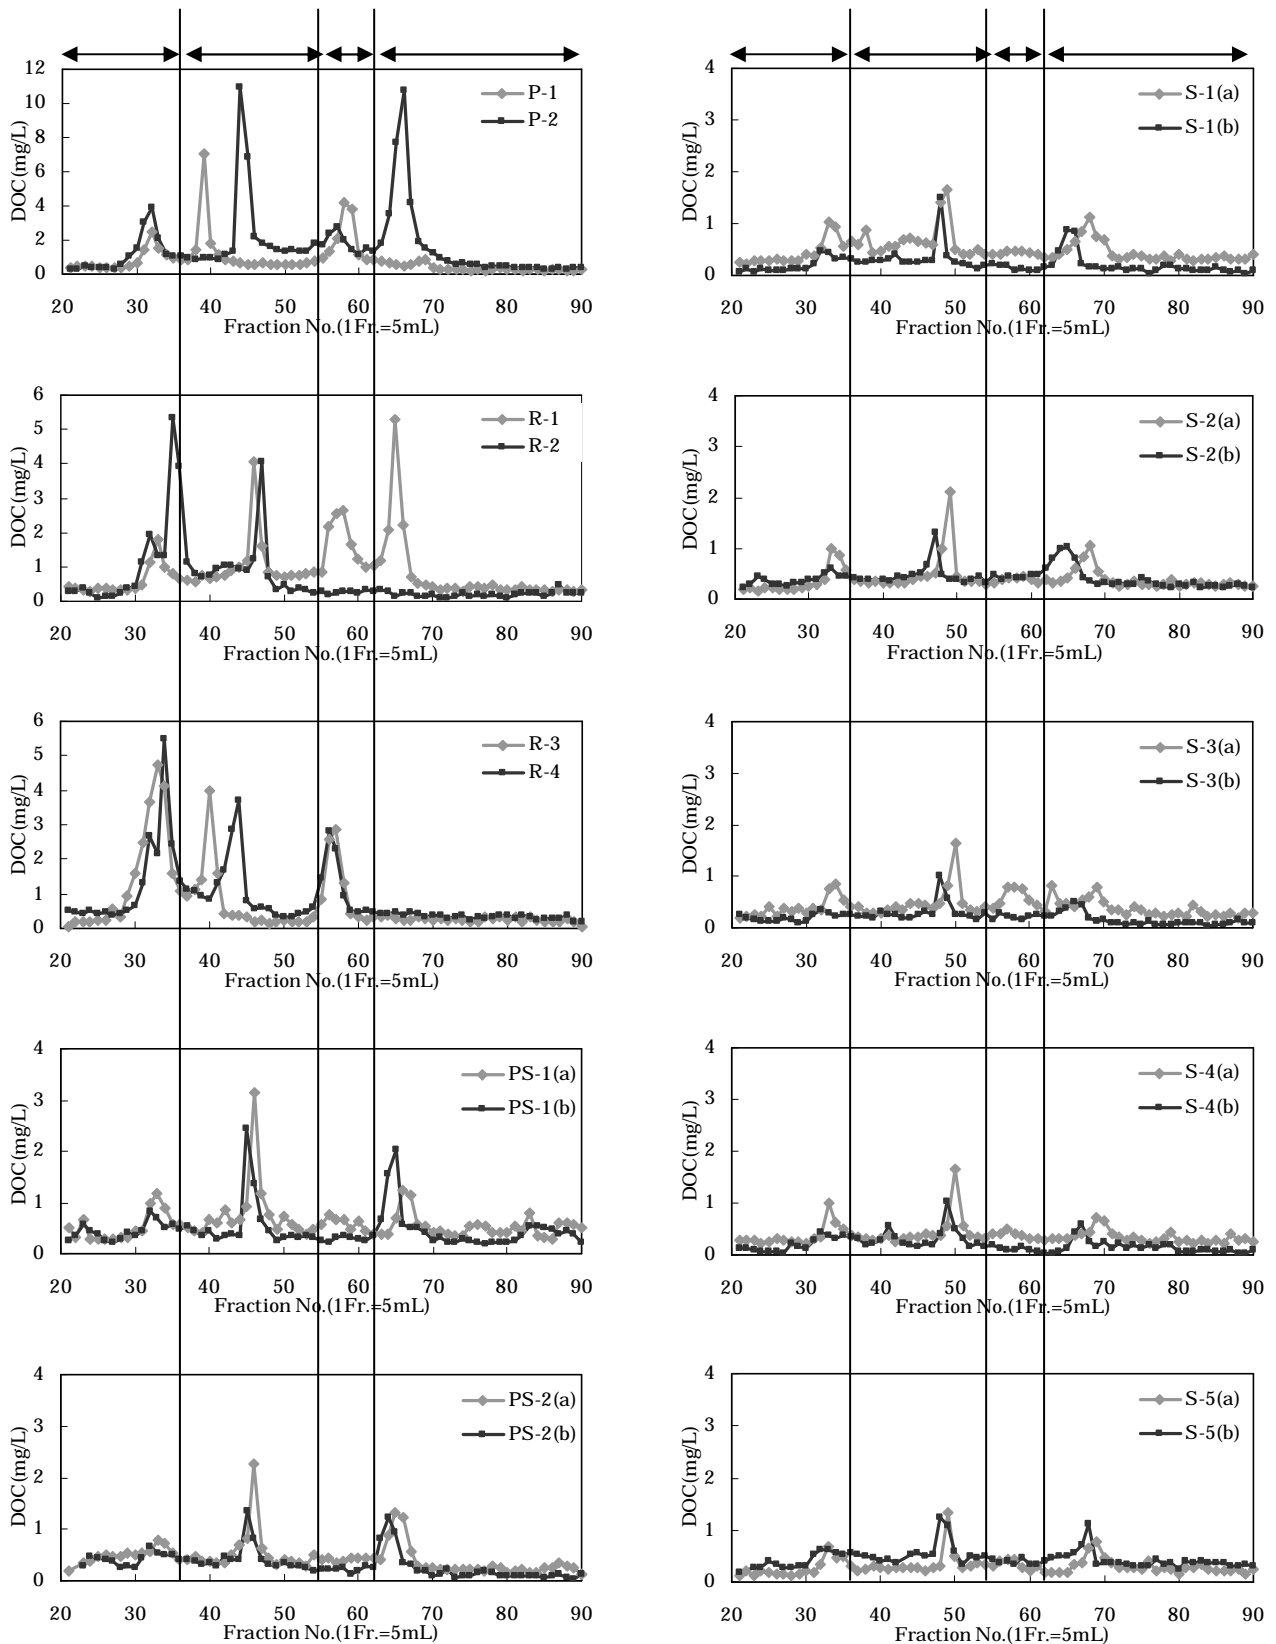 12
10
8
6
4
2
0
DOC(mg/L)
P-1
P-2
20 30 40 50 60 70 80 90
Fraction No.(1Fr.=5mL)
4
3
2
1
0
DOC(mg/L)
S-1(a)
S-1(b)
20 30 40 50 60 70 80 90
Fraction No.(1Fr.=5mL)
6
5
4
3
2
1
0
DOC(mg/L)
R-1
R-2
20 30 40 50 60 70 80 90
Fraction No.(1Fr.=5mL)
4
3
2
1
0
DOC(mg/L)
S-2(a)
S-2(b)
20 30 40 50 60 70 80 90
Fraction No.(1Fr.=5mL)
6
5
4
3
2
1
0
DOC(mg/L)
R-3
R-4
20 30 40 50 60 70 80 90
Fraction No.(1Fr.=5mL)
4
3
2
1
0
DOC(mg/L)
S-3(a)
S-3(b)
20 30 40 50 60 70 80 90
Fraction No.(1Fr.=5mL)
4
3
2
1
0
DOC(mg/L)
PS-1(a)
PS-1(b)
20 30 40 50 60 70 80 90
Fraction No.(1Fr.=5mL)
4
3
2
1
0
DOC(mg/L)
S-4(a)
S-4(b)
20 30 40 50 60 70 80 90
Fraction No.(1Fr.=5mL)
4
3
2
1
0
DOC(mg/L)
PS-2(a)
PS-2(b)
20 30 40 50 60 70 80 90
Fraction No.(1Fr.=5mL)
4
3
2
1
0
DOC(mg/L)
S-5(a)
S-5(b)
20 30 40 50 60 70 80 90
Fraction No.(1Fr.=5mL)